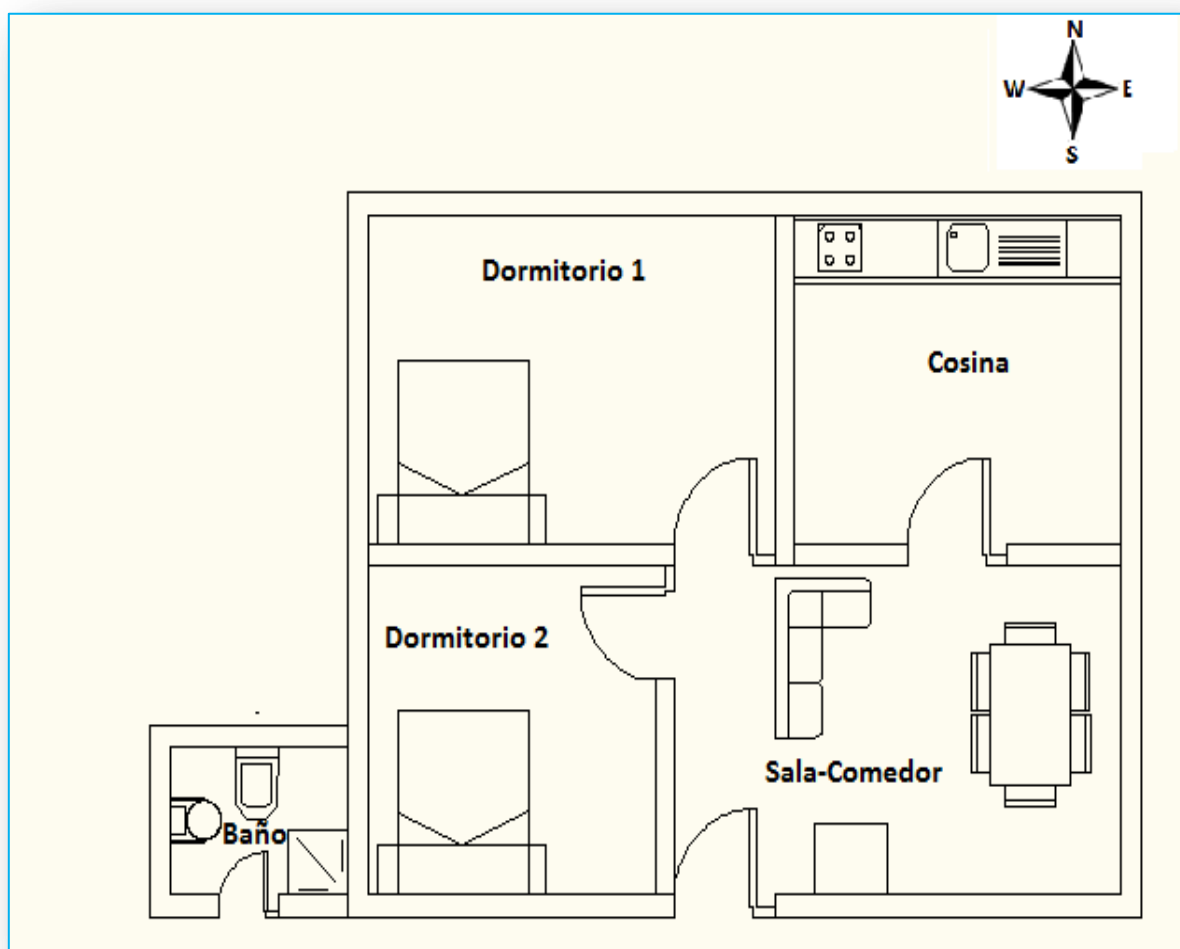 N
W E
S
Dormitorio 1
Cosina
Dormitorio 2
Sala-Comedor
Baño